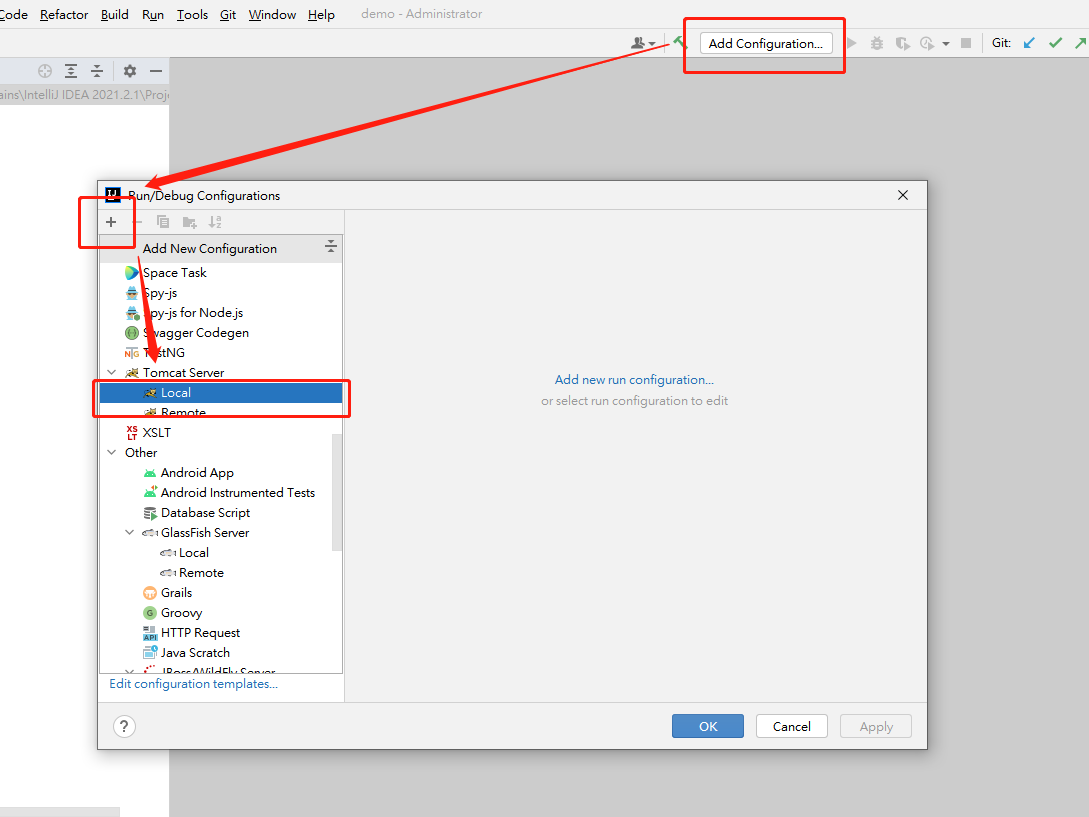 Code Refactor Build Run Tools Git Window Help demo - Administrator
Add Configuration... Git:
ains\IntelliJ IDEA 2021.2.1\Proje
Run/Debug Configurations
Add New Configuration
Space Task
Spy-js
Spy-js for Node.js
Swagger Codegen
TestNG
Tomcat Server
Local
Remote
XSLT
Other
Android App
Android Instrumented Tests
Database Script
GlassFish Server
Local
Remote
Grails
Groovy
HTTP Request
Java Scratch
JBoss/WildFly Server
Edit configuration templates...
Add new run configuration...
or select run configuration to edit
? OK Cancel Apply